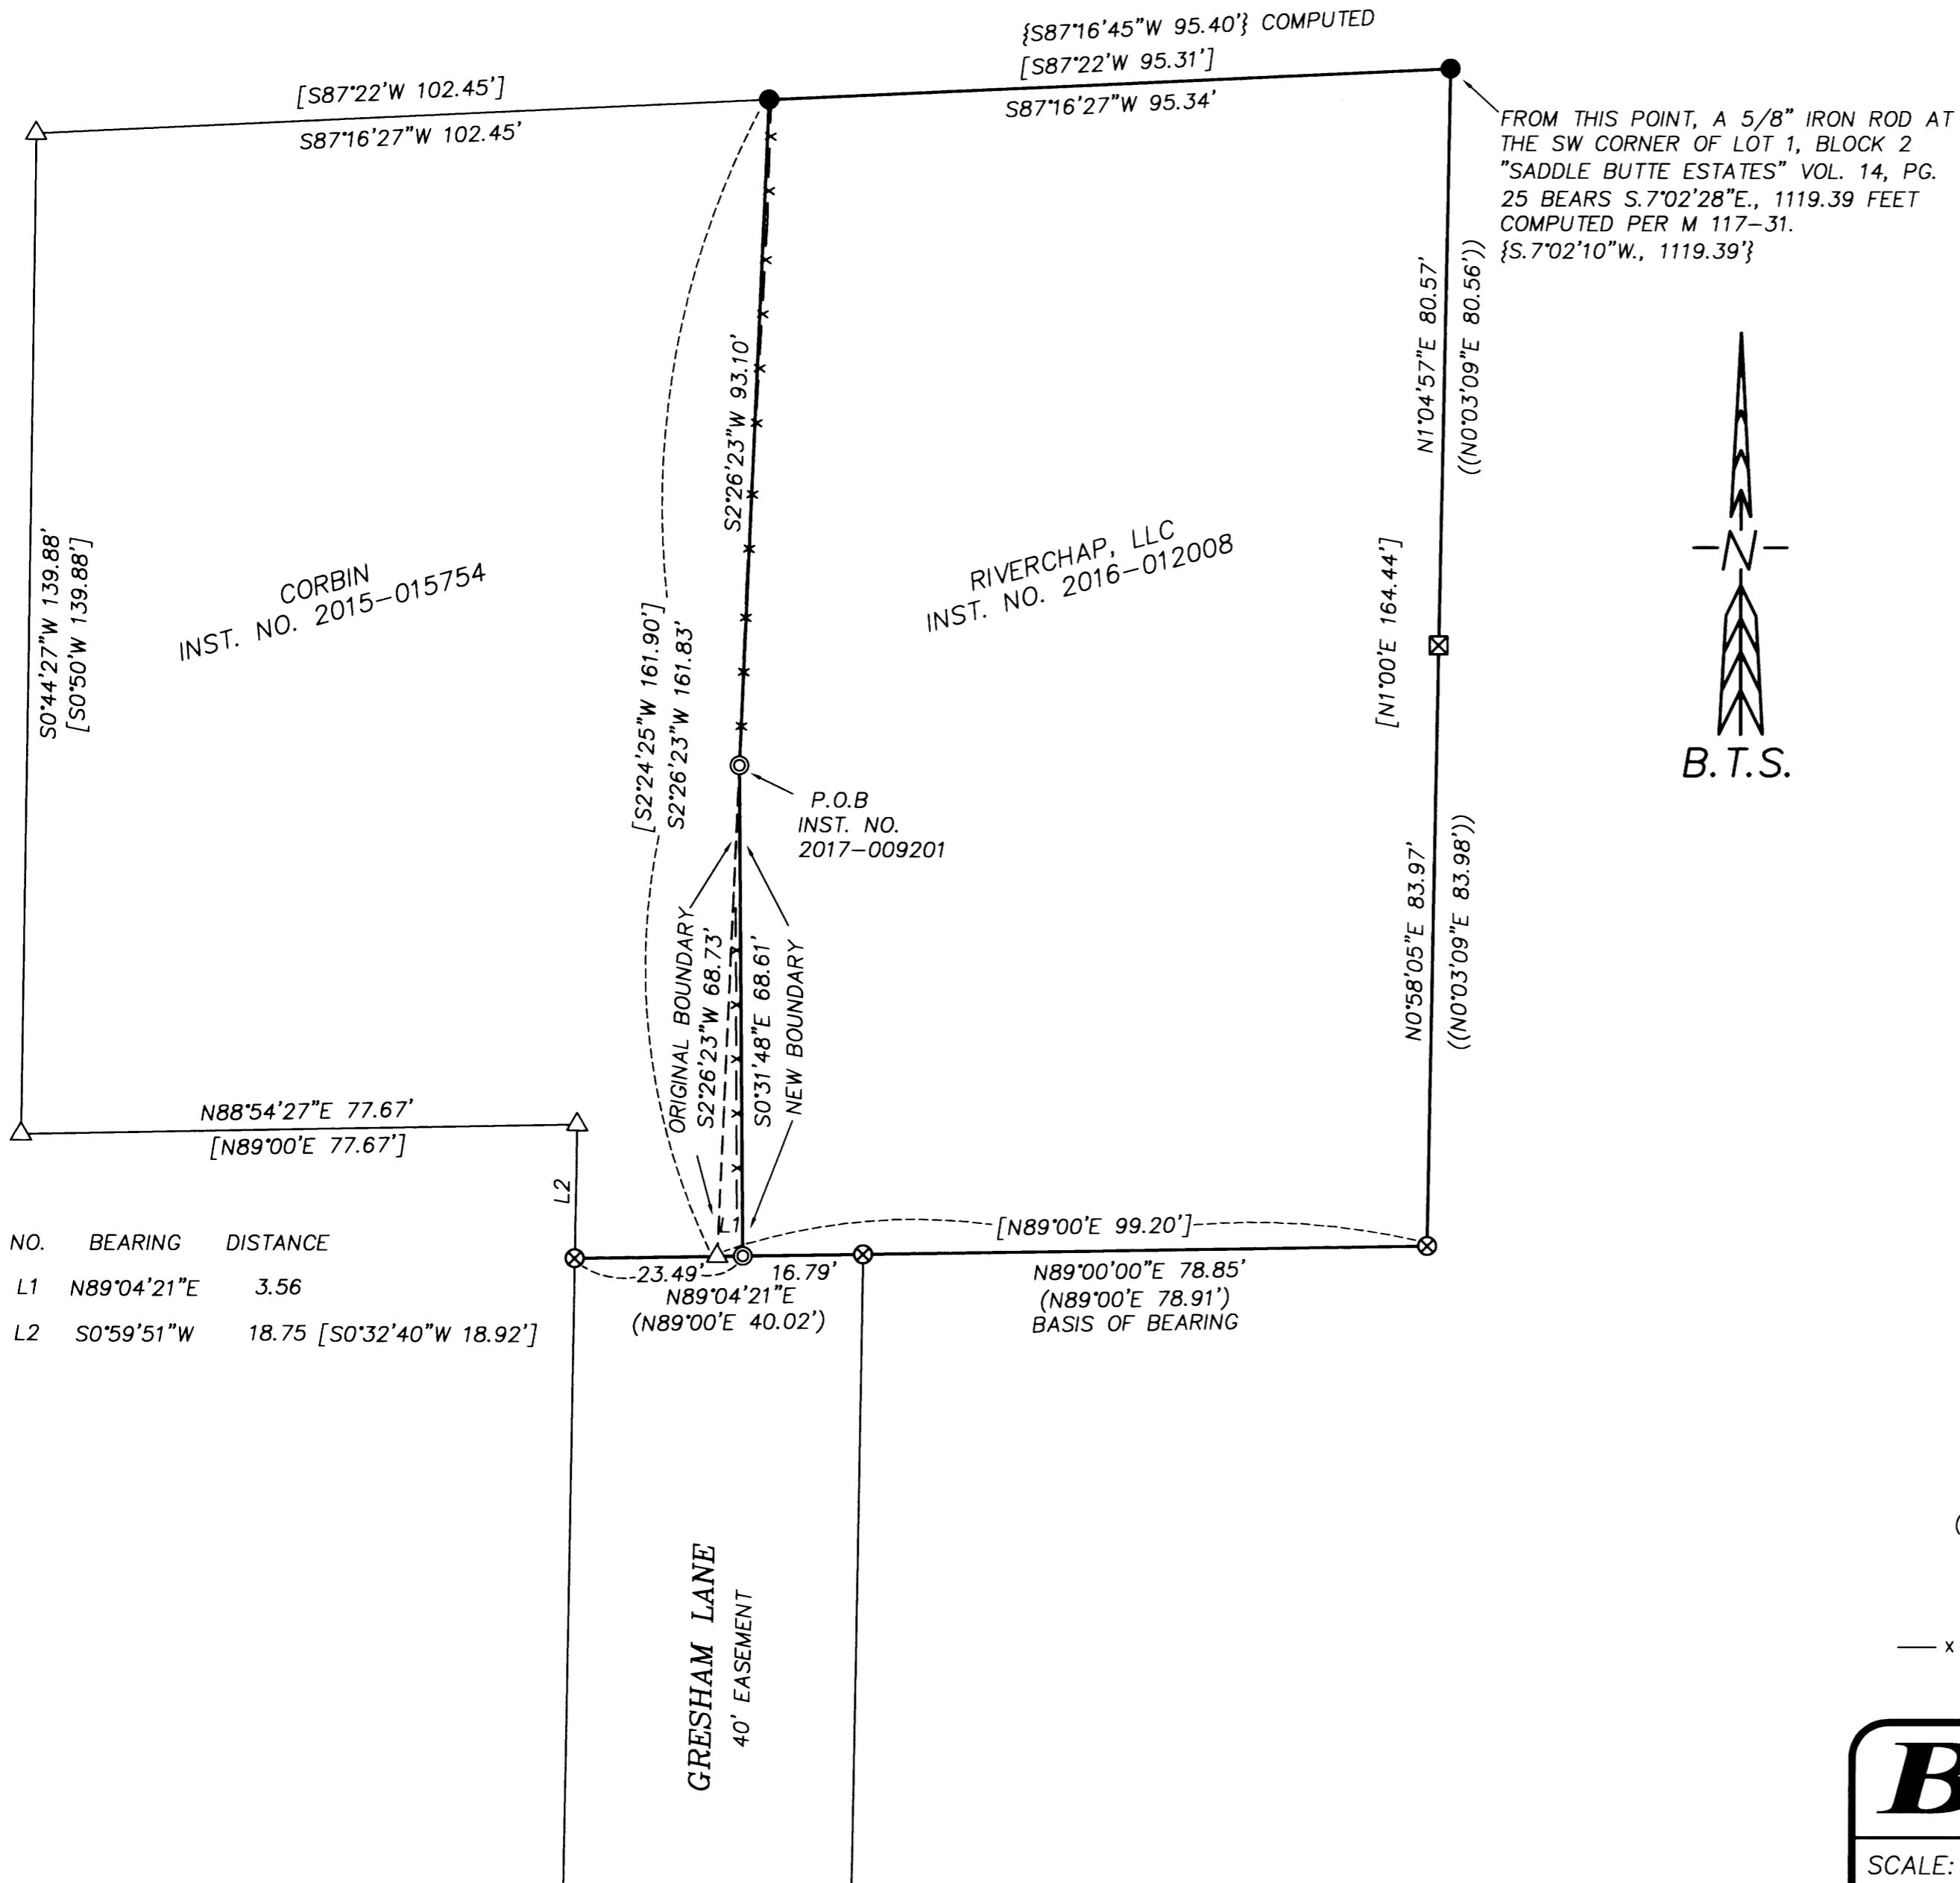 {S87°16'45"W 95.40'} COMPUTED
[S87°22'W 95.31']
S87°16'27"W 95.34'
[S87°22'W 102.45']
S87°16'27"W 102.45'
FROM THIS POINT, A 5/8" IRON ROD AT
THE SW CORNER OF LOT 1, BLOCK 2
"SADDLE BUTTE ESTATES" VOL. 14, PG.
25 BEARS S.7°02'28"E., 1119.39 FEET
COMPUTED PER M 117-31.
{S.7°02'10"W., 1119.39'}
N1°04'57"E 80.57'
((N0°03'09"E 80.56'))
S2°26'23"W 93.10'
S0°44'27"W 139.88'
[S0°50'W 139.88']
CORBIN
INST. NO. 2015-015754
RIVERCHAP, LLC
INST. NO. 2016-012008
[S2°24'25"W 161.90']
S2°26'23"W 161.83'
[N1°00'E 164.44']
-N-
B.T.S.
P.O.B
INST. NO.
2017-009201
ORIGINAL BOUNDARY
S2°26'23"W 68.73'
S0°31'48"E 68.61'
NEW BOUNDARY
N0°58'05"E 83.97'
((N0°03'09"E 83.98'))
N88°54'27"E 77.67'
[N89°00'E 77.67']
L2
L1
[N89°00'E 99.20']
NO. BEARING DISTANCE
L1 N89°04'21"E 3.56
L2 S0°59'51"W 18.75 [S0°32'40"W 18.92']
23.49'
16.79'
N89°04'21"E
(N89°00'E 40.02')
N89°00'00"E 78.85'
(N89°00'E 78.91')
BASIS OF BEARING
GRESHAM LANE
40' EASEMENT
(
x
B
SCALE: